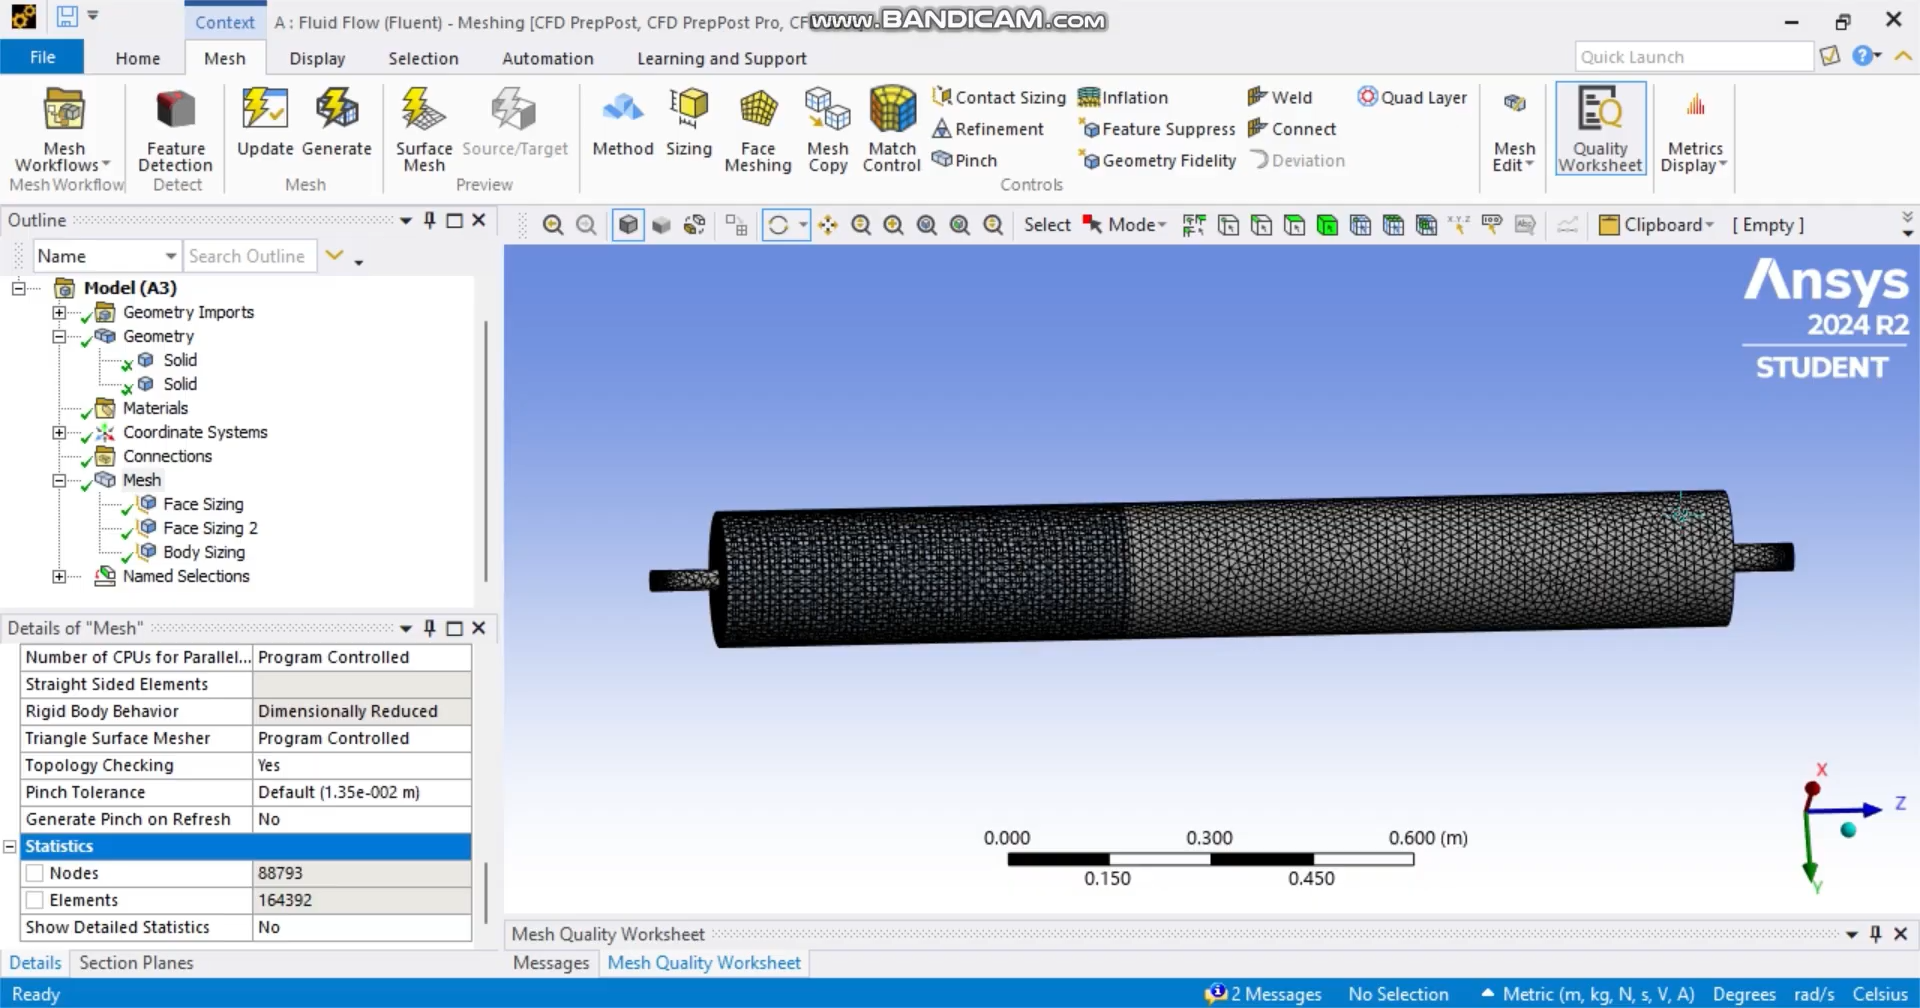 Context
A : Fluid Flow (Fluent) - Meshing [CFD PrepPost, CFD PrepPost Pro, CF
www.BANDICAM.com
File
Home
Mesh
Display
Selection
Automation
Learning and Support
Quick Launch
Mesh Workflows
Feature Detection
Update
Generate
Surface Mesh
Source/Target
Method
Sizing
Face Meshing
Mesh Copy
Match Control
Contact Sizing
Refinement
Pinch
Inflation
Feature Suppress
Geometry Fidelity
Weld
Connect
Deviation
Quad Layer
Mesh Edit
Quality Worksheet
Metrics Display
Mesh Workflow
Detect
Mesh
Preview
Controls
Outline
Select
Mode
Clipboard
[ Empty ]
Name
Search Outline
Model (A3)
Geometry Imports
Geometry
Solid
Solid
Materials
Coordinate Systems
Connections
Mesh
Face Sizing
Face Sizing 2
Body Sizing
Named Selections
Details of "Mesh"
Number of CPUs for Parallel... Program Controlled
Straight Sided Elements
Rigid Body Behavior Dimensionally Reduced
Triangle Surface Mesher Program Controlled
Topology Checking Yes
Pinch Tolerance Default (1.35e-002 m)
Generate Pinch on Refresh No
Statistics
Nodes 88793
Elements 164392
Show Detailed Statistics No
Details
Section Planes
Ansys
2024 R2
STUDENT
X
Z
Y
0.000 0.300 0.600 (m)
0.150 0.450
Mesh Quality Worksheet
Messages
Mesh Quality Worksheet
Ready
2 Messages
No Selection
Metric (m, kg, N, s, V, A)
Degrees
rad/s
Celsius